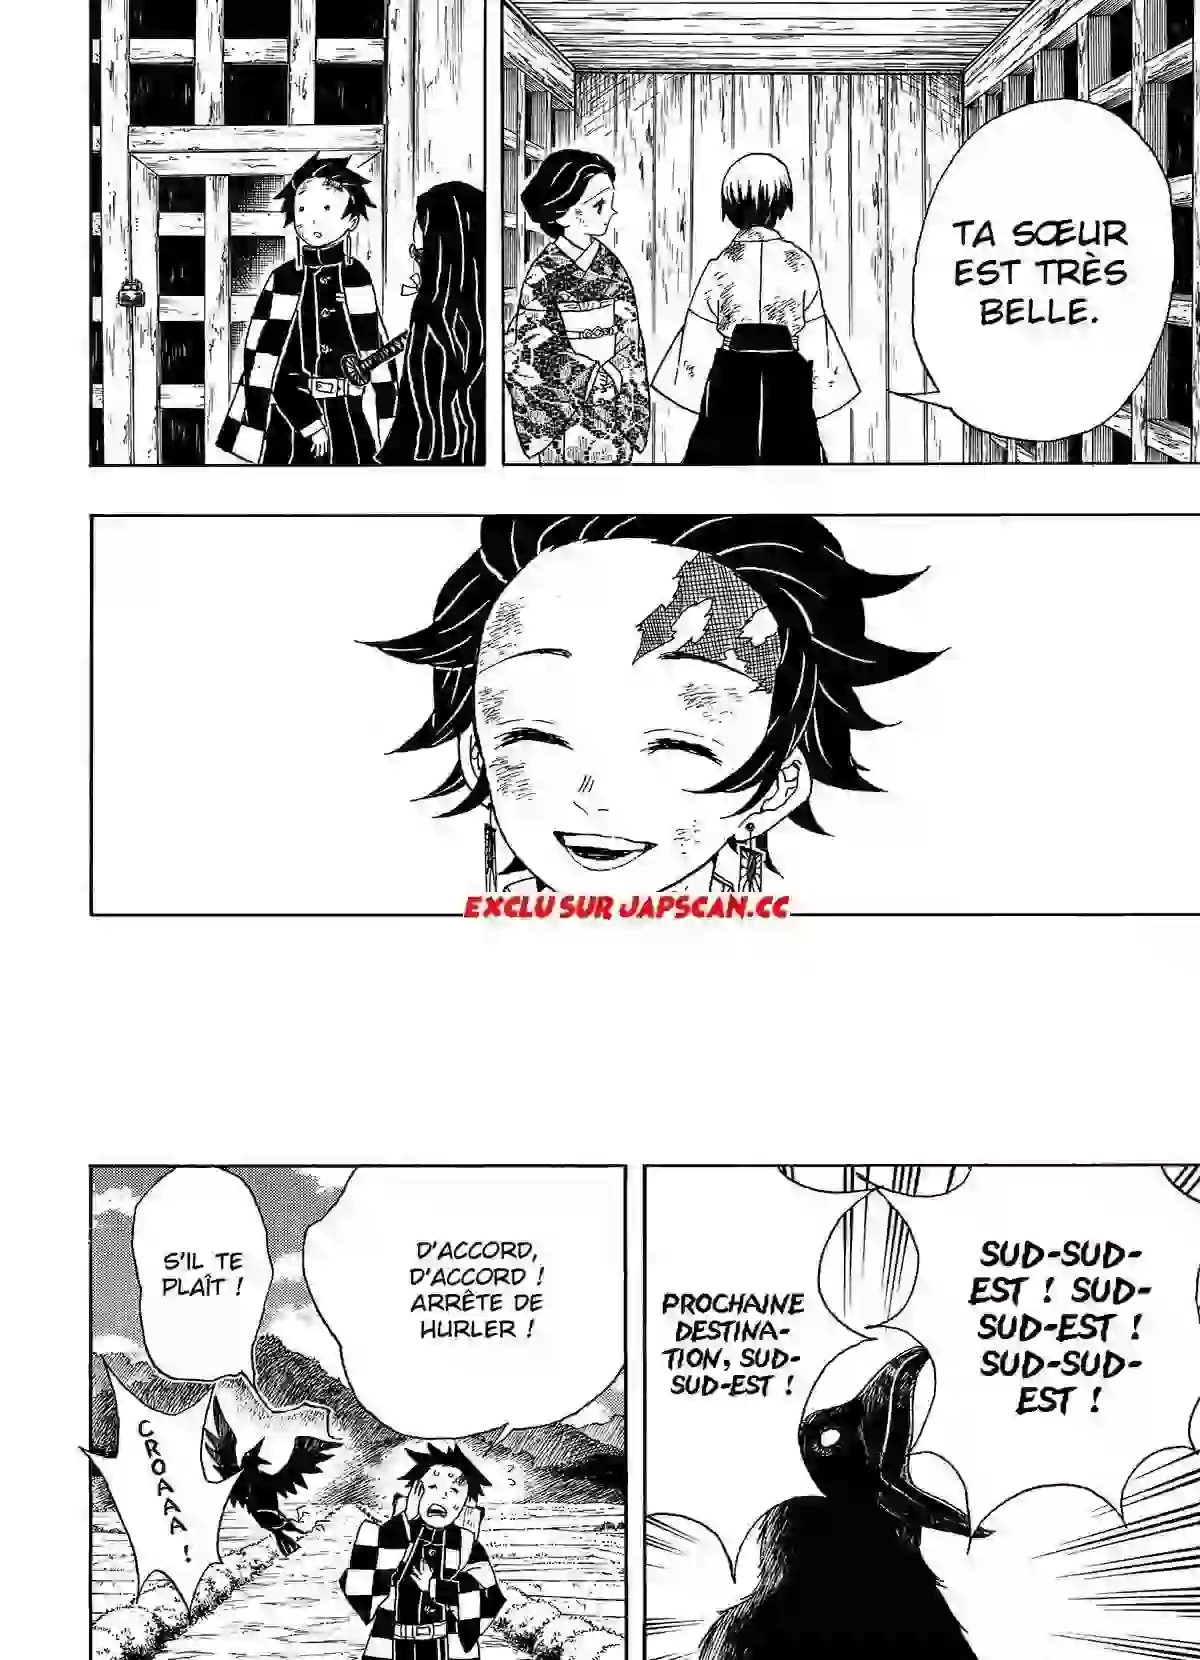 TA SŒUR
EST TRÈS
BELLE.
EXCLU SUR JAPSCAN.CC
SUD-SUD-
EST ! SUD-
SUD-EST !
SUD-SUD-
EST !
PROCHAINE
DESTINA-
TION, SUD-
SUD-EST !
D'ACCORD,
D'ACCORD !
ARRÊTE DE
HURLER !
S'IL TE
PLAÎT !
CROAAA !